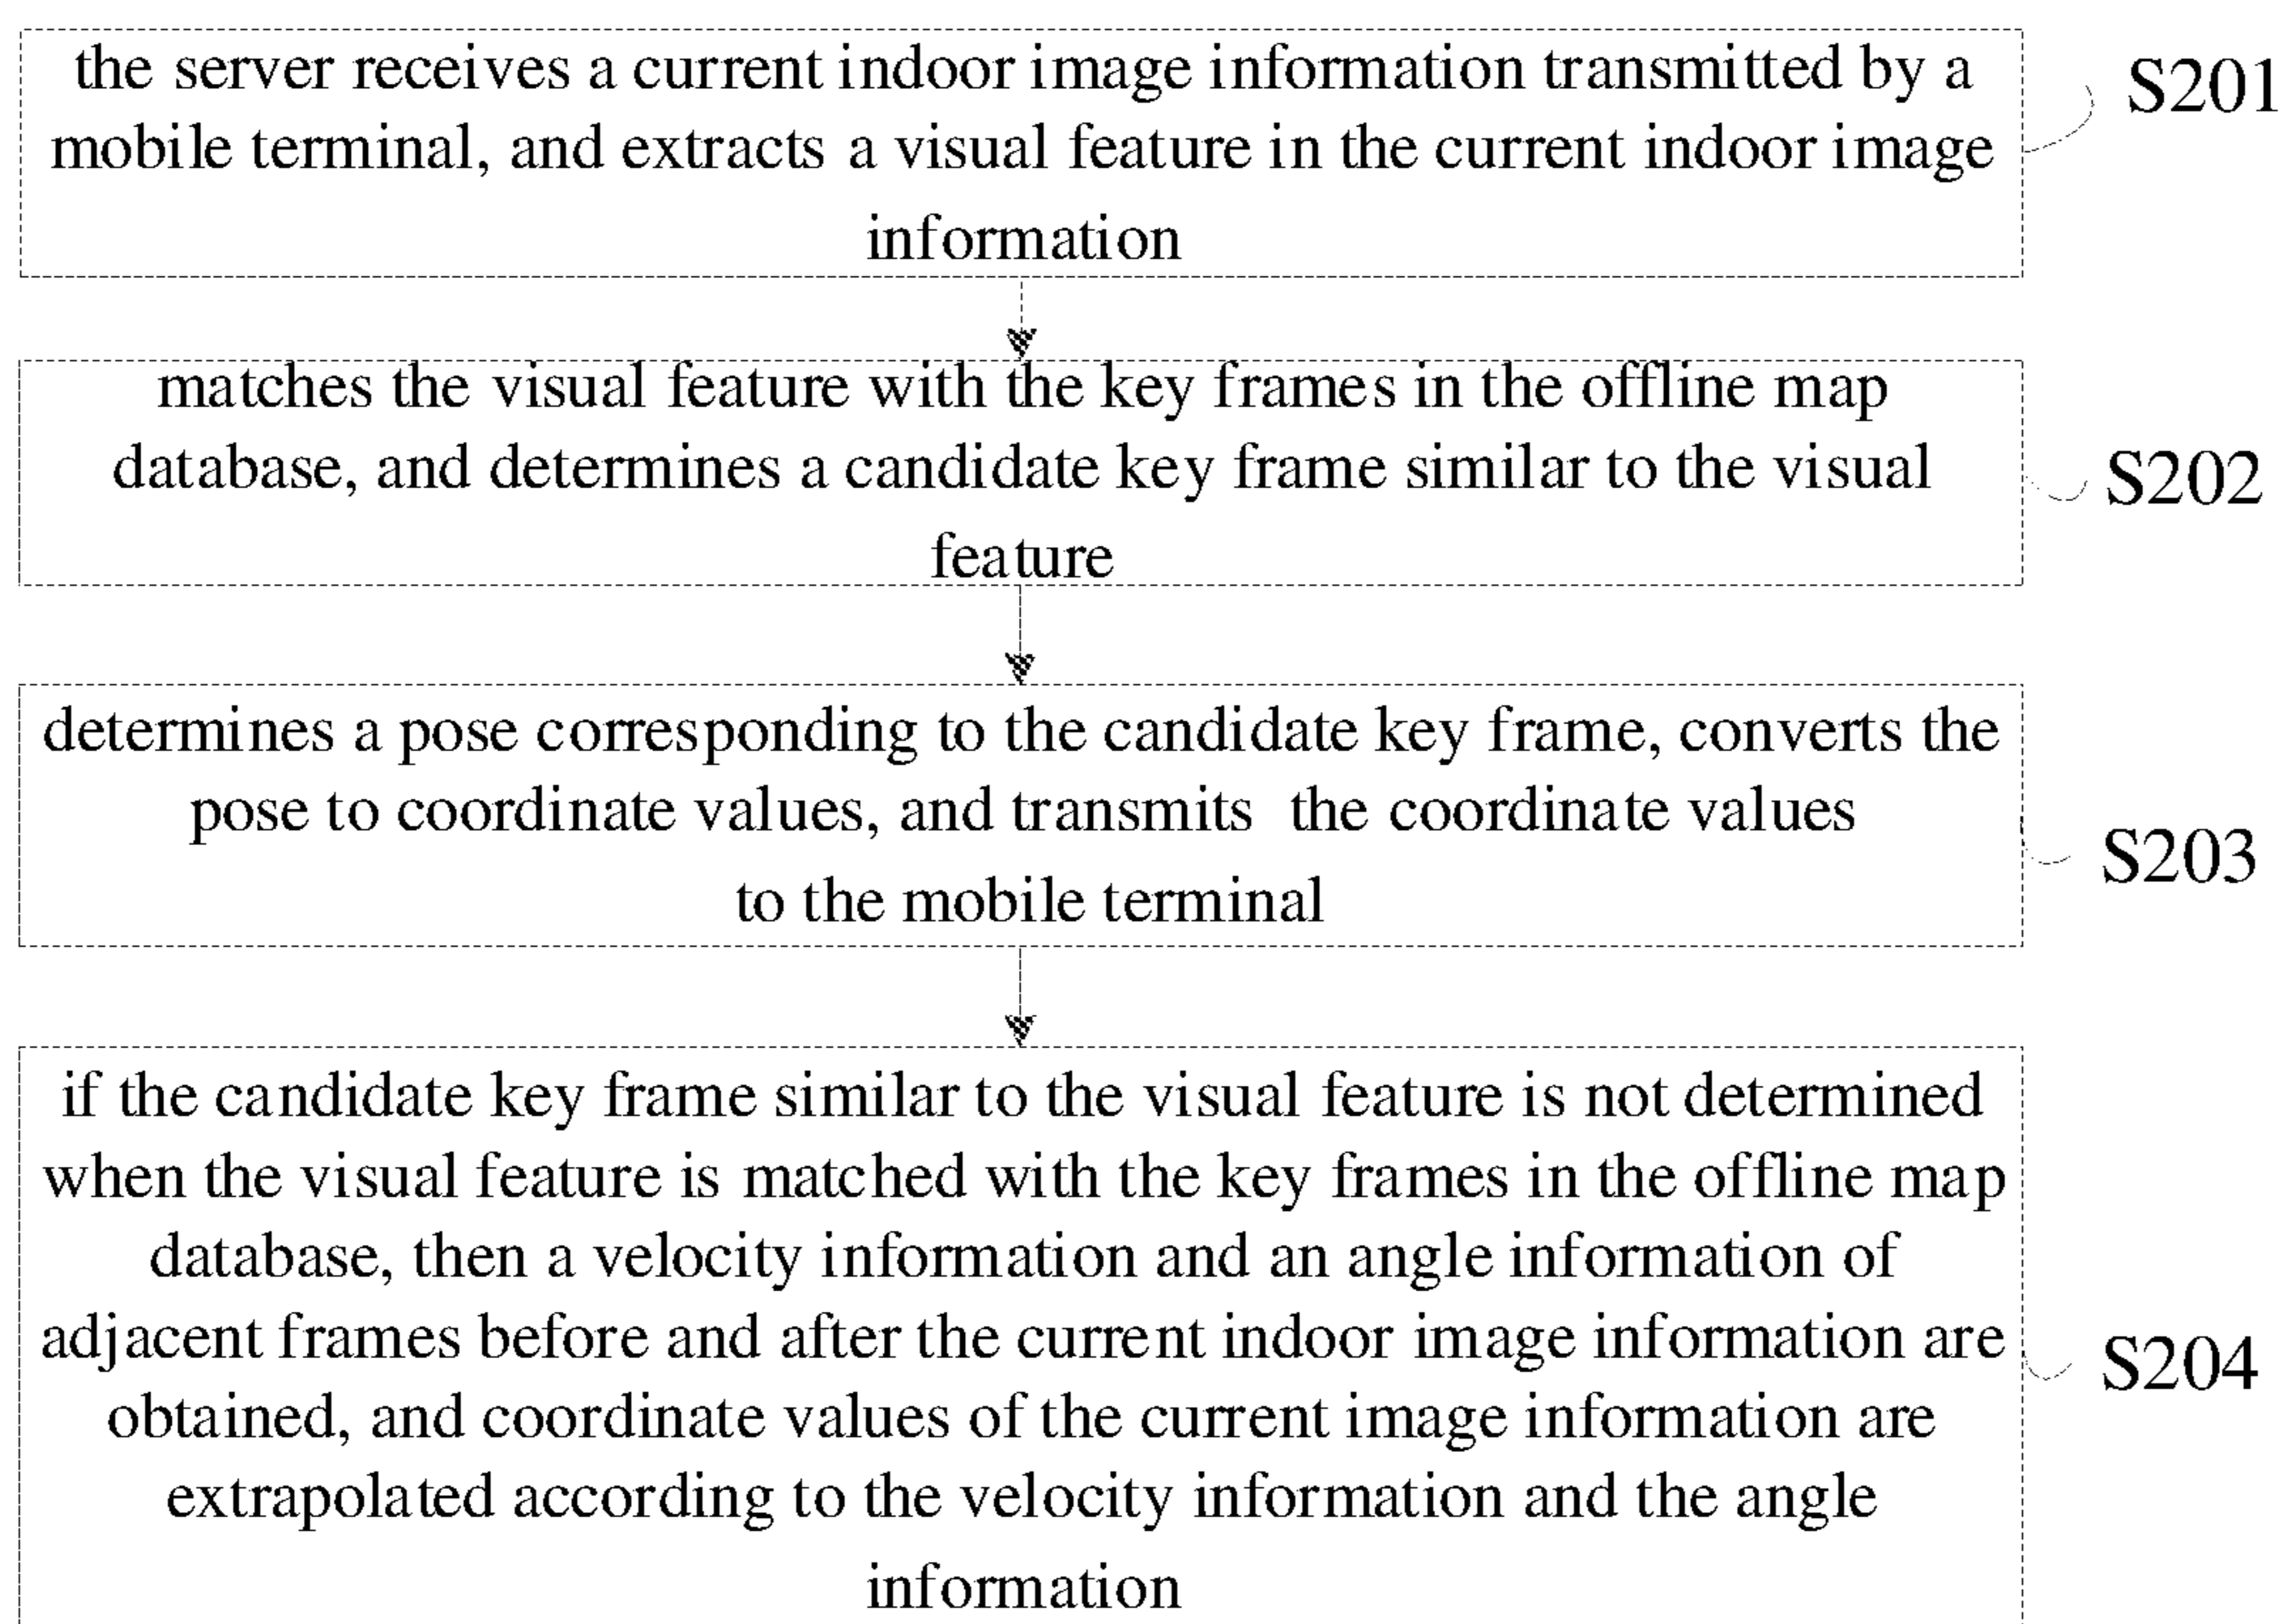 the server receives a current indoor image information transmitted by a
mobile terminal, and extracts a visual feature in the current indoor image
information
S201
matches the visual feature with the key frames in the offline map
database, and determines a candidate key frame similar to the visual
feature
S202
determines a pose corresponding to the candidate key frame, converts the
pose to coordinate values, and transmits the coordinate values
to the mobile terminal
S203
if the candidate key frame similar to the visual feature is not determined
when the visual feature is matched with the key frames in the offline map
database, then a velocity information and an angle information of
adjacent frames before and after the current indoor image information are
obtained, and coordinate values of the current image information are
extrapolated according to the velocity information and the angle
information
S204